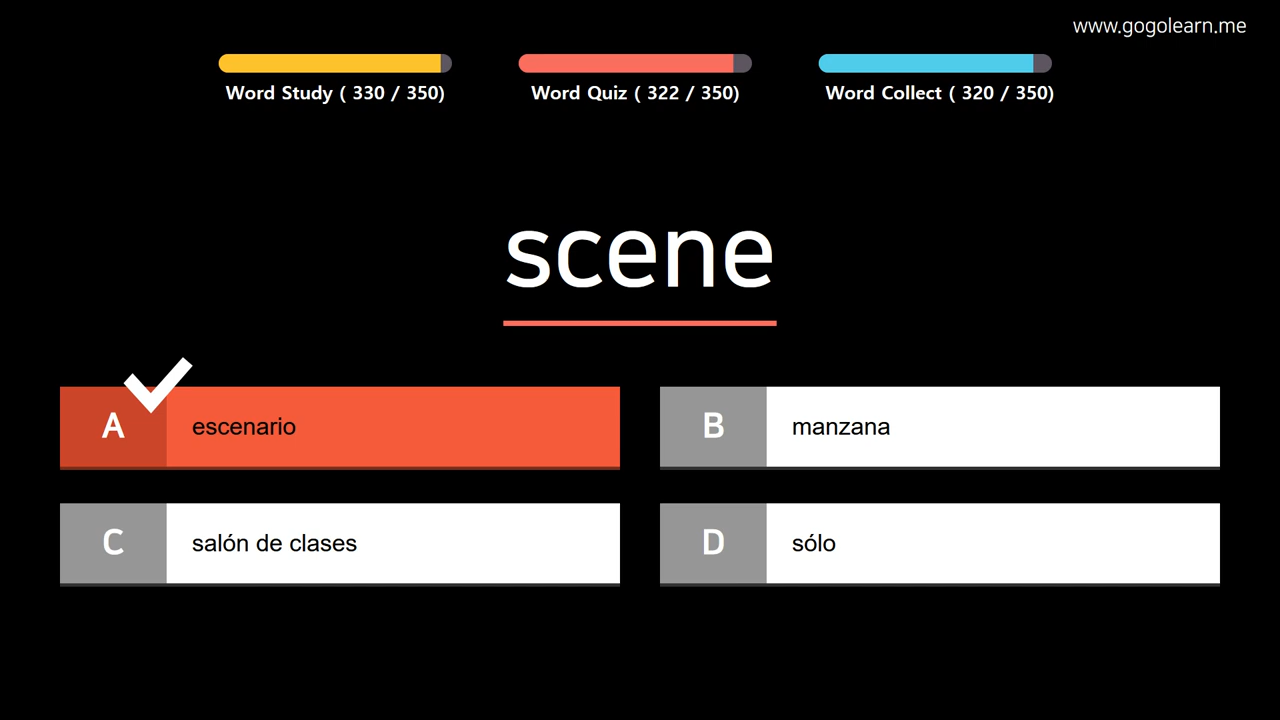 www.gogolearn.me
Word Study ( 330 / 350)
Word Quiz ( 322 / 350)
Word Collect ( 320 / 350)
scene
A escenario
B manzana
C salón de clases
D sólo